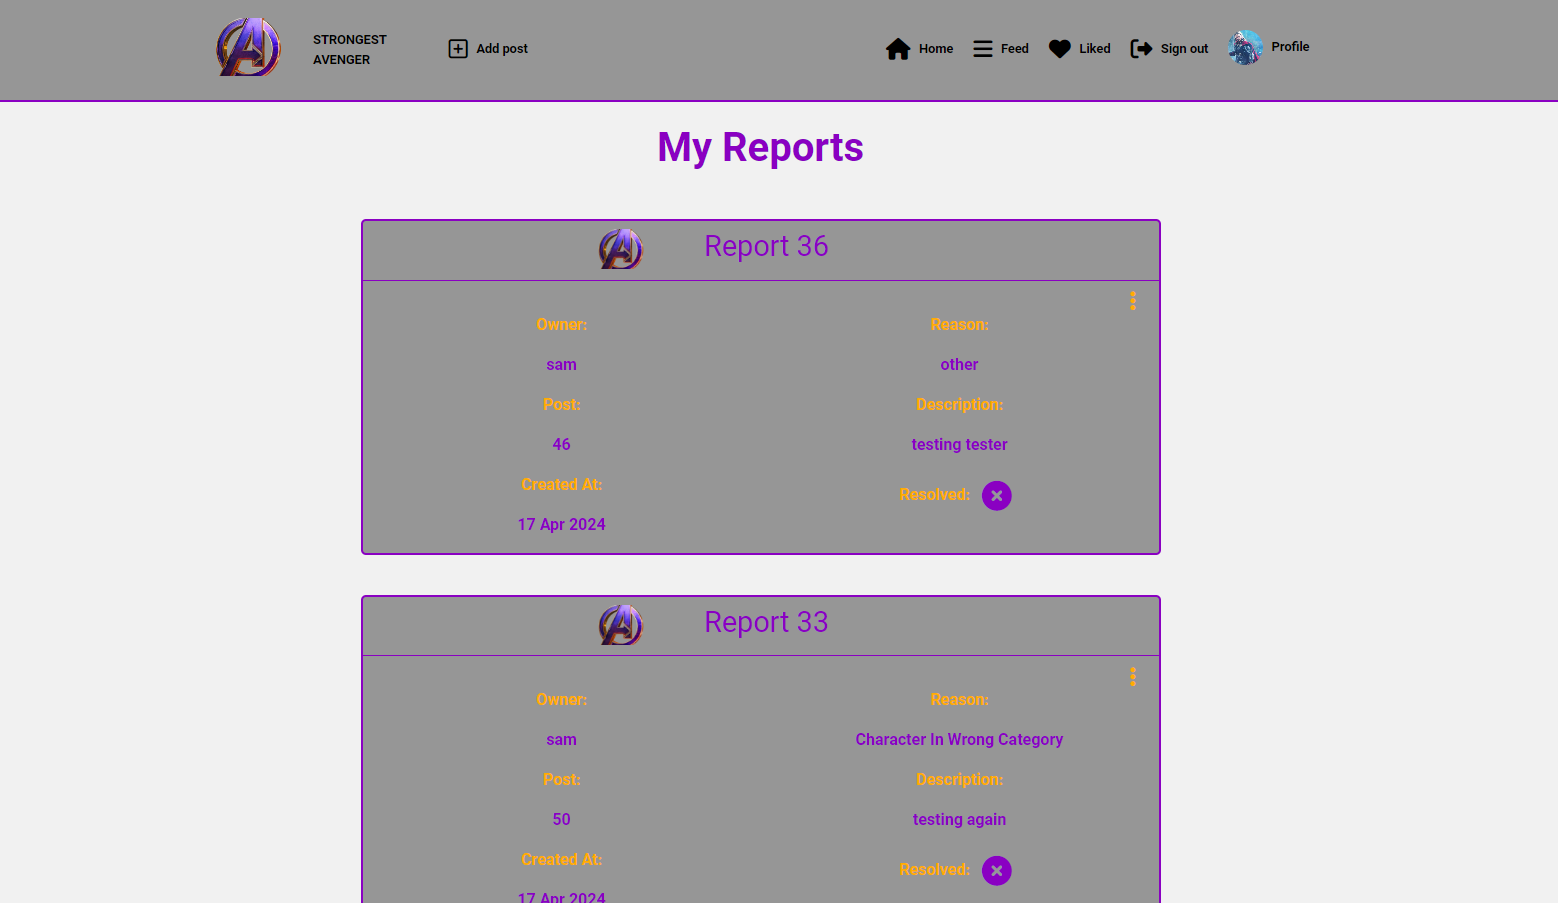 STRONGEST
AVENGER
Add post
Home
Feed
Liked
Sign out
Profile
My Reports
Report 36
Owner:
sam
Post:
46
Created At:
17 Apr 2024
Reason:
other
Description:
testing tester
Resolved:
Report 33
Owner:
sam
Post:
50
Created At:
17 Apr 2024
Reason:
Character In Wrong Category
Description:
testing again
Resolved: